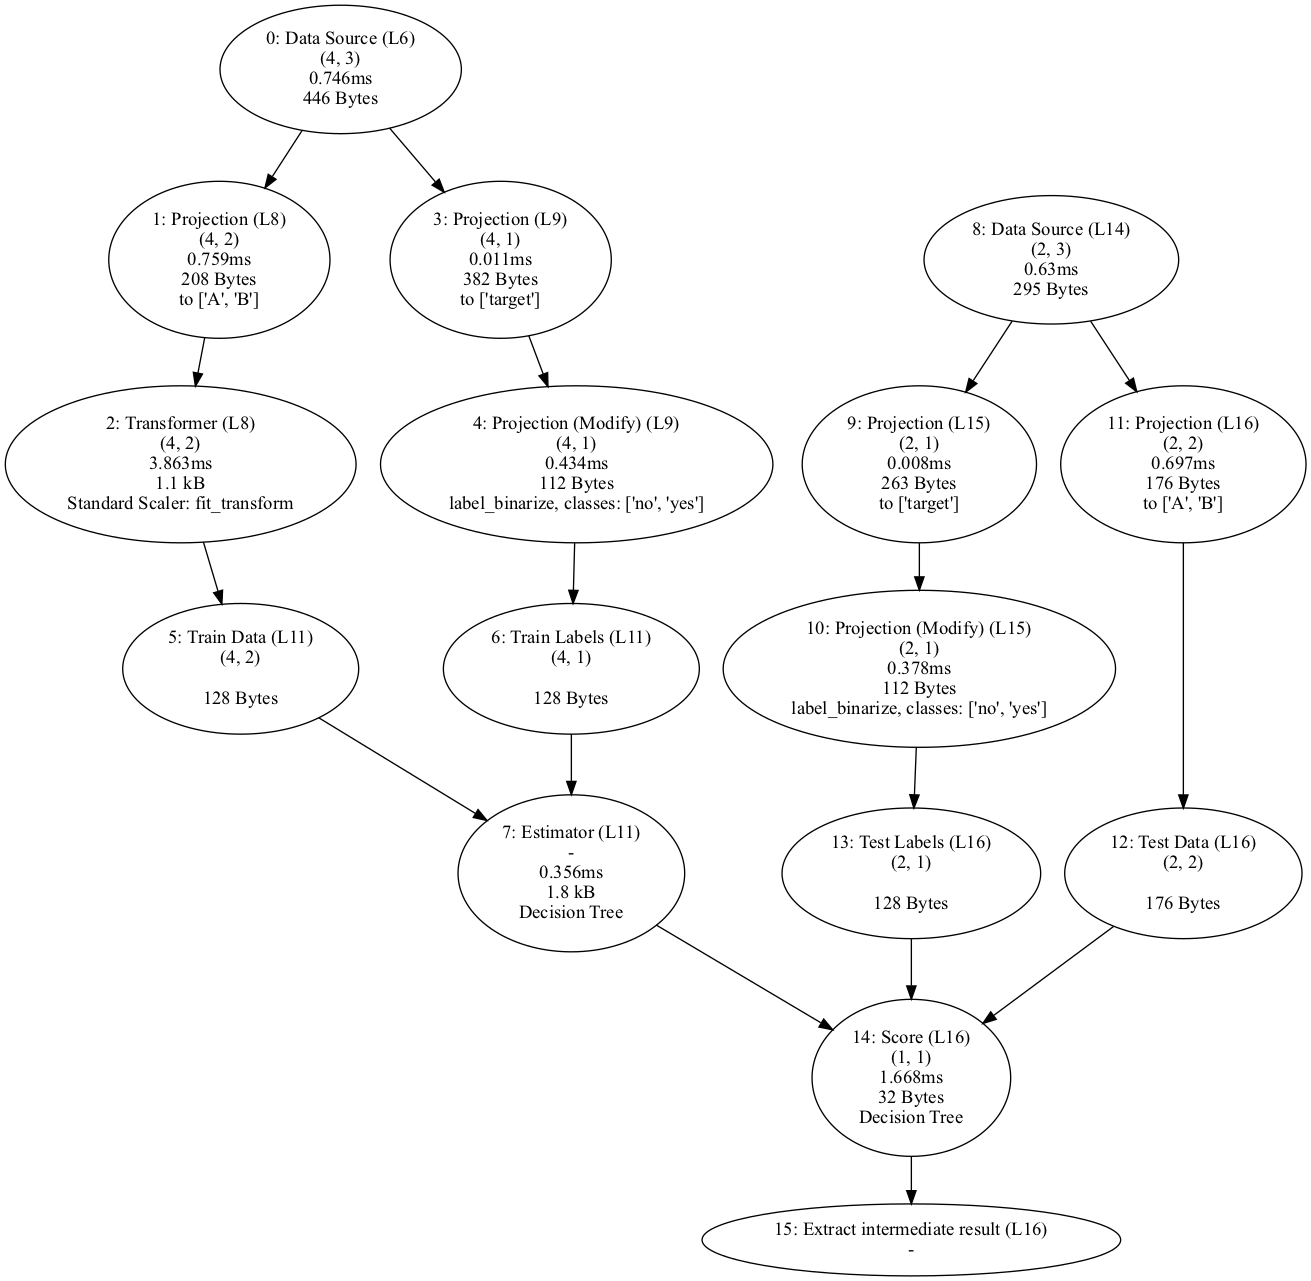 0: Data Source (L6)
(4, 3)
0.746ms
446 Bytes
1: Projection (L8)
(4, 2)
0.759ms
208 Bytes
to ['A', 'B']
3: Projection (L9)
(4, 1)
0.011ms
382 Bytes
to ['target']
8: Data Source (L14)
(2, 3)
0.63ms
295 Bytes
2: Transformer (L8)
(4, 2)
3.863ms
1.1 kB
Standard Scaler: fit_transform
4: Projection (Modify) (L9)
(4, 1)
0.434ms
112 Bytes
label_binarize, classes: ['no', 'yes']
9: Projection (L15)
(2, 1)
0.008ms
263 Bytes
to ['target']
11: Projection (L16)
(2, 2)
0.697ms
176 Bytes
to ['A', 'B']
5: Train Data (L11)
(4, 2)
128 Bytes
6: Train Labels (L11)
(4, 1)
128 Bytes
10: Projection (Modify) (L15)
(2, 1)
0.378ms
112 Bytes
label_binarize, classes: ['no', 'yes']
7: Estimator (L11)
-
0.356ms
1.8 kB
Decision Tree
13: Test Labels (L16)
(2, 1)
128 Bytes
12: Test Data (L16)
(2, 2)
176 Bytes
14: Score (L16)
(1, 1)
1.668ms
32 Bytes
Decision Tree
15: Extract intermediate result (L16)
-